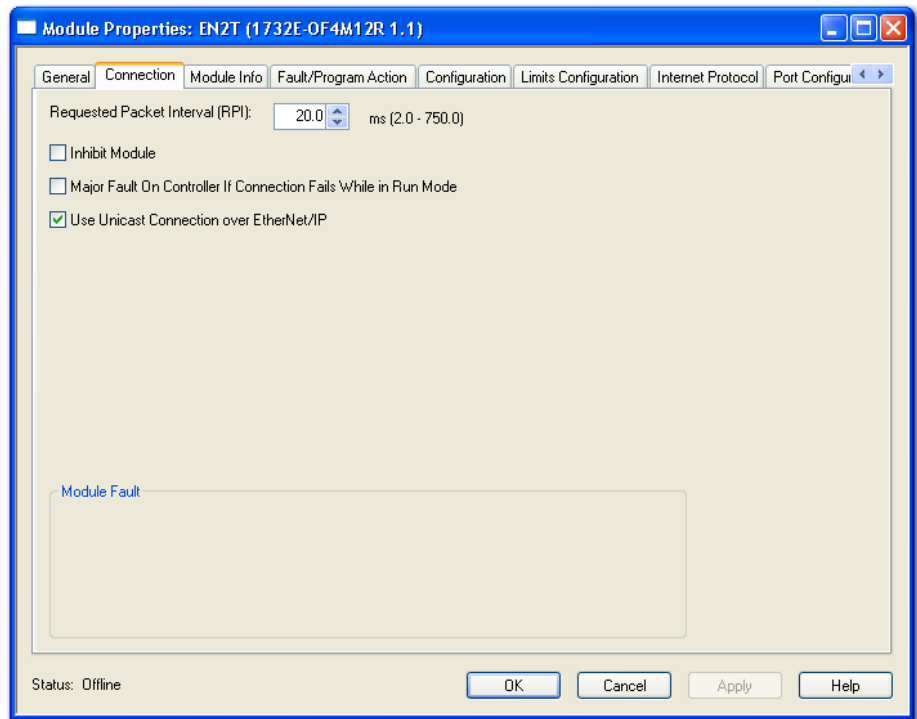 Module Properties: EN2T (1732E-OF4M12R 1.1)
General Connection Module Info Fault/Program Action Configuration Limits Configuration Internet Protocol Port Configur
Requested Packet Interval (RPI): 20.0 ms (2.0 - 750.0)
Inhibit Module
Major Fault On Controller If Connection Fails While in Run Mode
Use Unicast Connection over EtherNet/IP
Module Fault
Status: Offline OK Cancel Apply Help